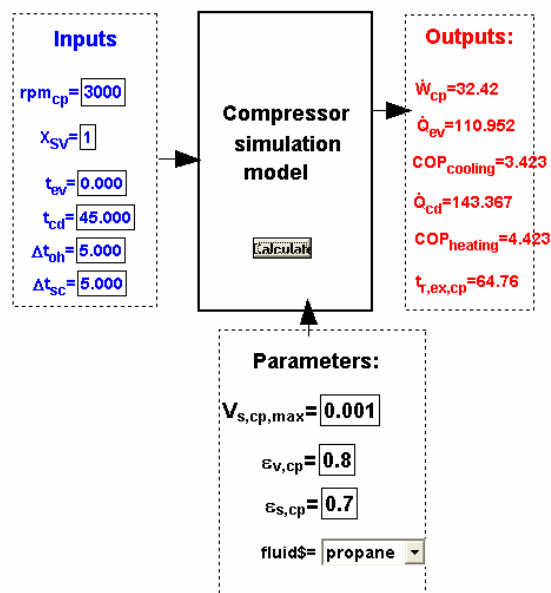 Inputs
rpm_cp= 3000
X_SV= 1
t_ev= 0.000
t_cd= 45.000
Δt_oh= 5.000
Δt_sc= 5.000
Compressor
simulation
model
Calculate
Outputs:
Ẇ_cp=32.42
Q̇_ev=110.952
COP_cooling=3.423
Q̇_cd=143.367
COP_heating=4.423
t_r,ex,cp=64.76
Parameters:
V_s,cp,max= 0.001
ε_v,cp= 0.8
ε_s,cp= 0.7
fluid$= propane